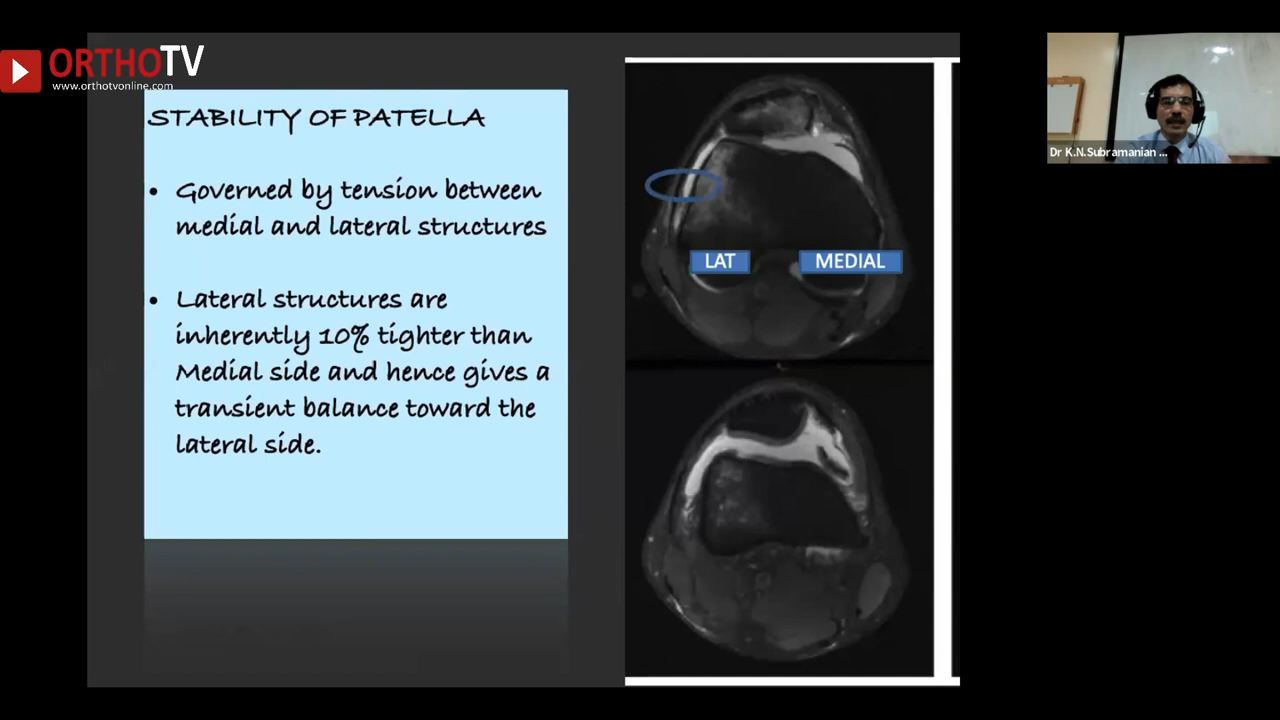 ORTHOTV
www.orthotvonline.com
STABILITY OF PATELLA
• Governed by tension between
medial and lateral structures
• Lateral structures are
inherently 10% tighter than
Medial side and hence gives a
transient balance toward the
lateral side.
LAT
MEDIAL
Dr K.N.Subramanian ...